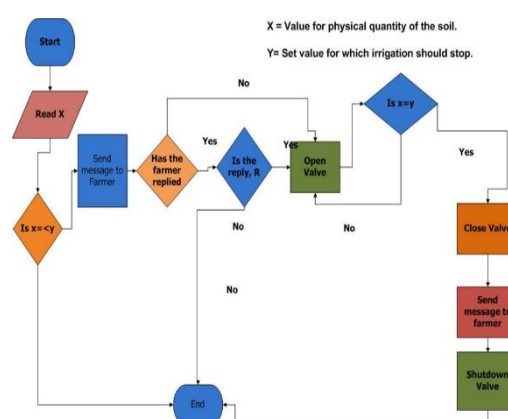 X = Value for physical quantity of the soil.
Start
Y= Set value for which irrigation should stop.
No
Is x=y
Read X
Send
message to
Farmer
Has the
farmer
replied
Yes
Is the
reply, R
Yes
Open
Valve
Yes
Is x=<y
No
No
Close Valve
No
Send
message to
farmer
Shutdown
Valve
End